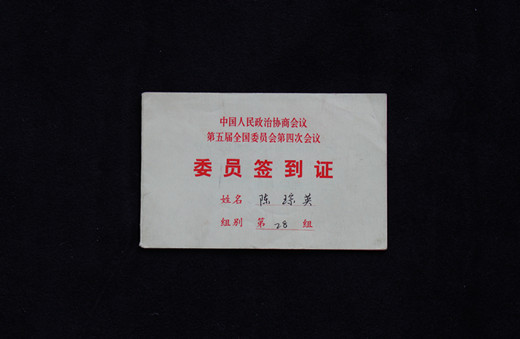 中国人民政治协商会议
第五届全国委员会第四次会议
委员签到证
姓名 陈琮英
组别 第28组